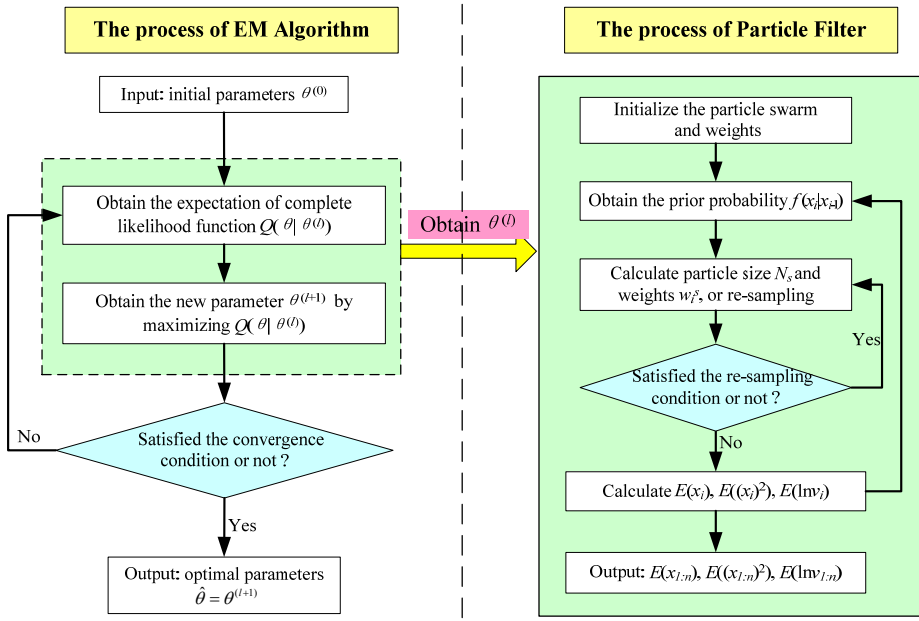 The process of EM Algorithm
Input: initial parameters θ⁽⁰⁾
Obtain the expectation of complete
likelihood function Q( θ| θ⁽ˡ⁾)
Obtain the new parameter θ⁽ˡ⁺¹⁾ by
maximizing Q( θ| θ⁽ˡ⁾)
No
Satisfied the convergence
condition or not ?
Yes
Output: optimal parameters
θ̂ = θ⁽ˡ⁺¹⁾
Obtain θ⁽ˡ⁾
The process of Particle Filter
Initialize the particle swarm
and weights
Obtain the prior probability f(xᵢ|xᵢ₋₁)
Calculate particle size Nₛ and
weights wᵢˢ, or re-sampling
Yes
Satisfied the re-sampling
condition or not ?
No
Calculate E(xᵢ), E((xᵢ)²), E(lnvᵢ)
Output: E(x₁:ₙ), E((x₁:ₙ)²), E(lnv₁:ₙ)